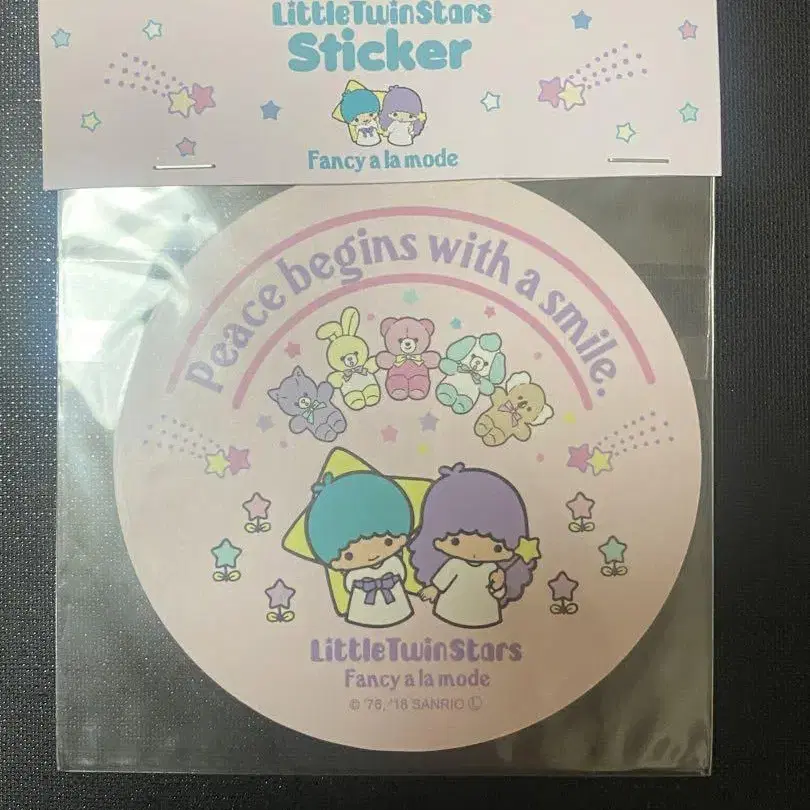 LittleTwinStars
Sticker
Fancy a la mode
Peace begins with a smile.
LittleTwinStars
Fancy a la mode
© '76, '18 SANRIO Ⓛ